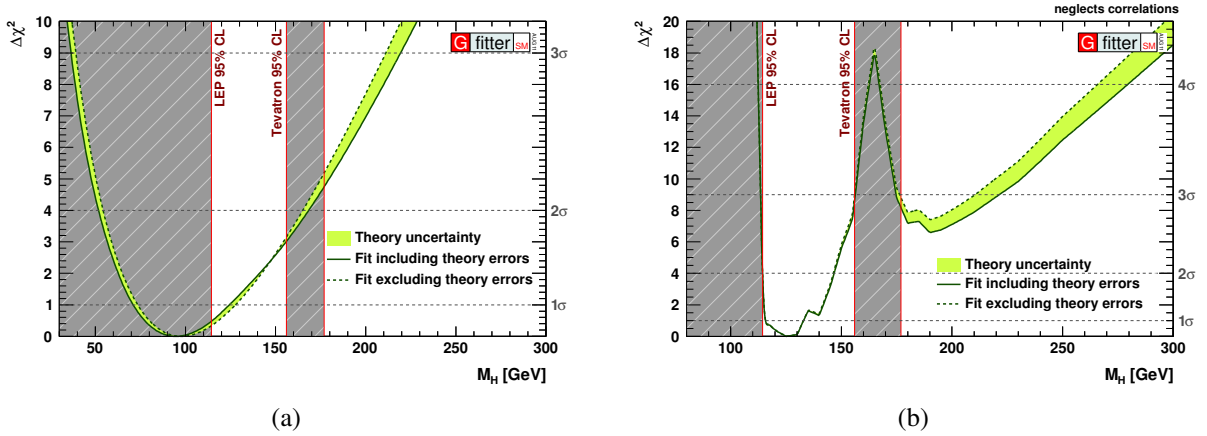 neglects correlations
Δχ²
10
9
8
7
6
5
4
3
2
1
0
LEP 95% CL
Tevatron 95% CL
G fitter SM
3σ
2σ
1σ
Theory uncertainty
Fit including theory errors
Fit excluding theory errors
50 100 150 200 250 300
M_H [GeV]
(a)
Δχ²
20
18
16
14
12
10
8
6
4
2
0
LEP 95% CL
Tevatron 95% CL
G fitter SM
4σ
3σ
2σ
1σ
Theory uncertainty
Fit including theory errors
Fit excluding theory errors
100 150 200 250 300
M_H [GeV]
(b)